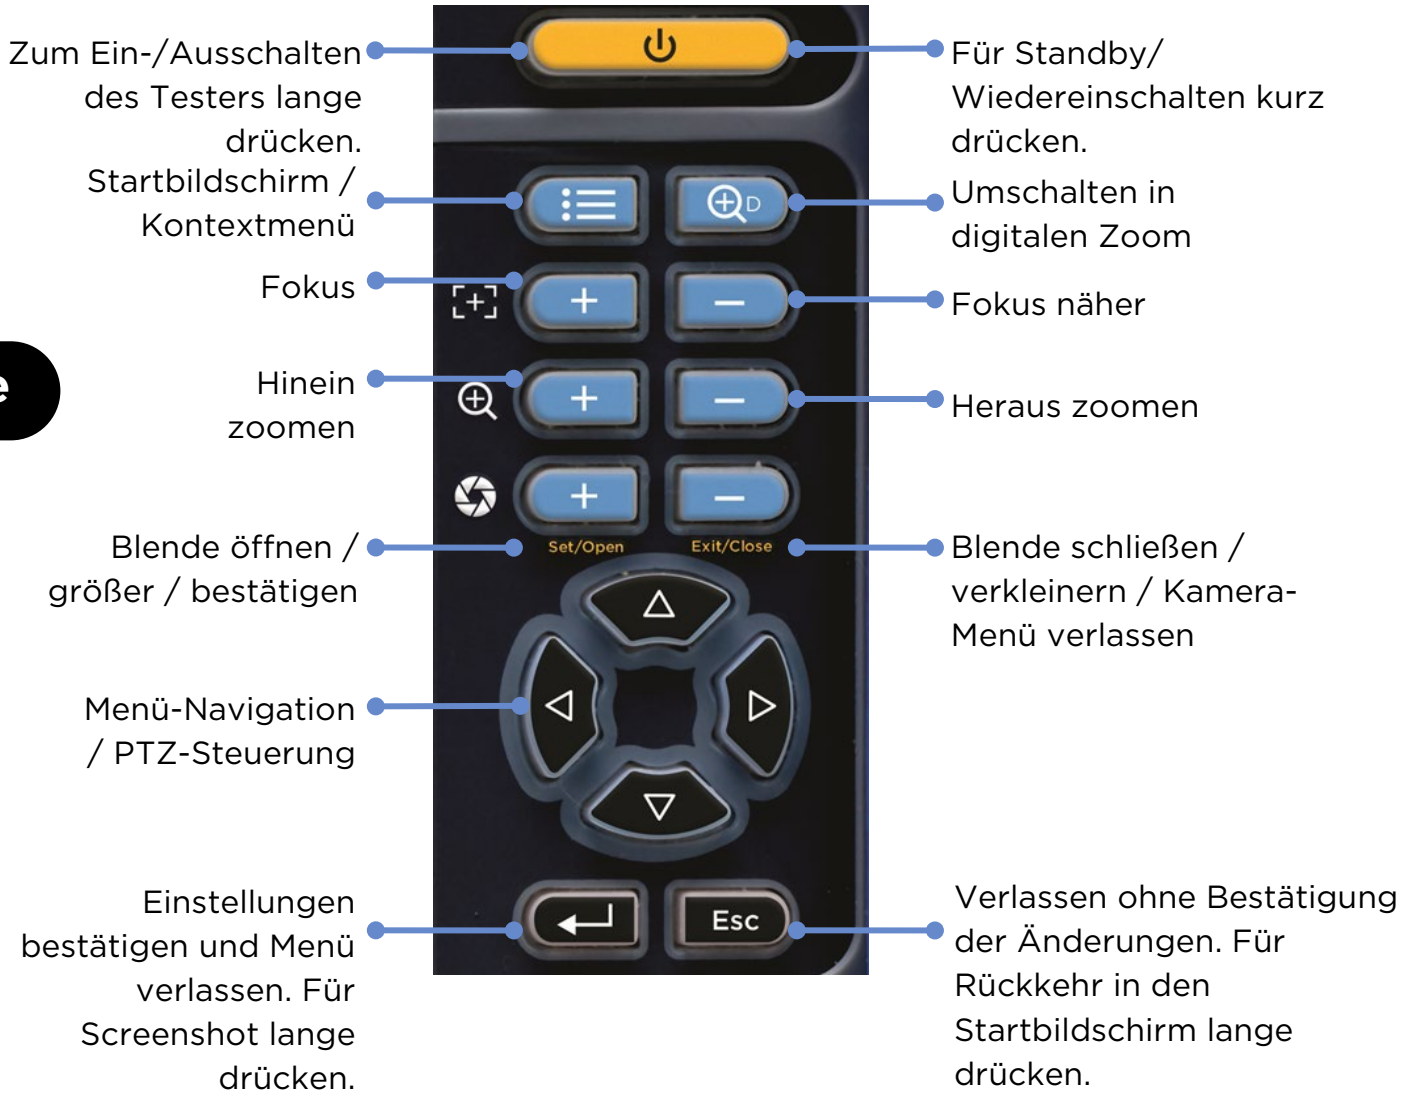 Zum Ein-/Ausschalten
des Testers lange
drücken.
Für Standby/
Wiedereinschalten kurz
drücken.
Startbildschirm /
Kontextmenü
D
Umschalten in
digitalen Zoom
Fokus
+
−
Fokus näher
e
Hinein
zoomen
+
−
Heraus zoomen
+
−
Set/Open
Exit/Close
Blende öffnen /
größer / bestätigen
Blende schließen /
verkleinern / Kamera-
Menü verlassen
Menü-Navigation
/ PTZ-Steuerung
Einstellungen
bestätigen und Menü
verlassen. Für
Screenshot lange
drücken.
Esc
Verlassen ohne Bestätigung
der Änderungen. Für
Rückkehr in den
Startbildschirm lange
drücken.